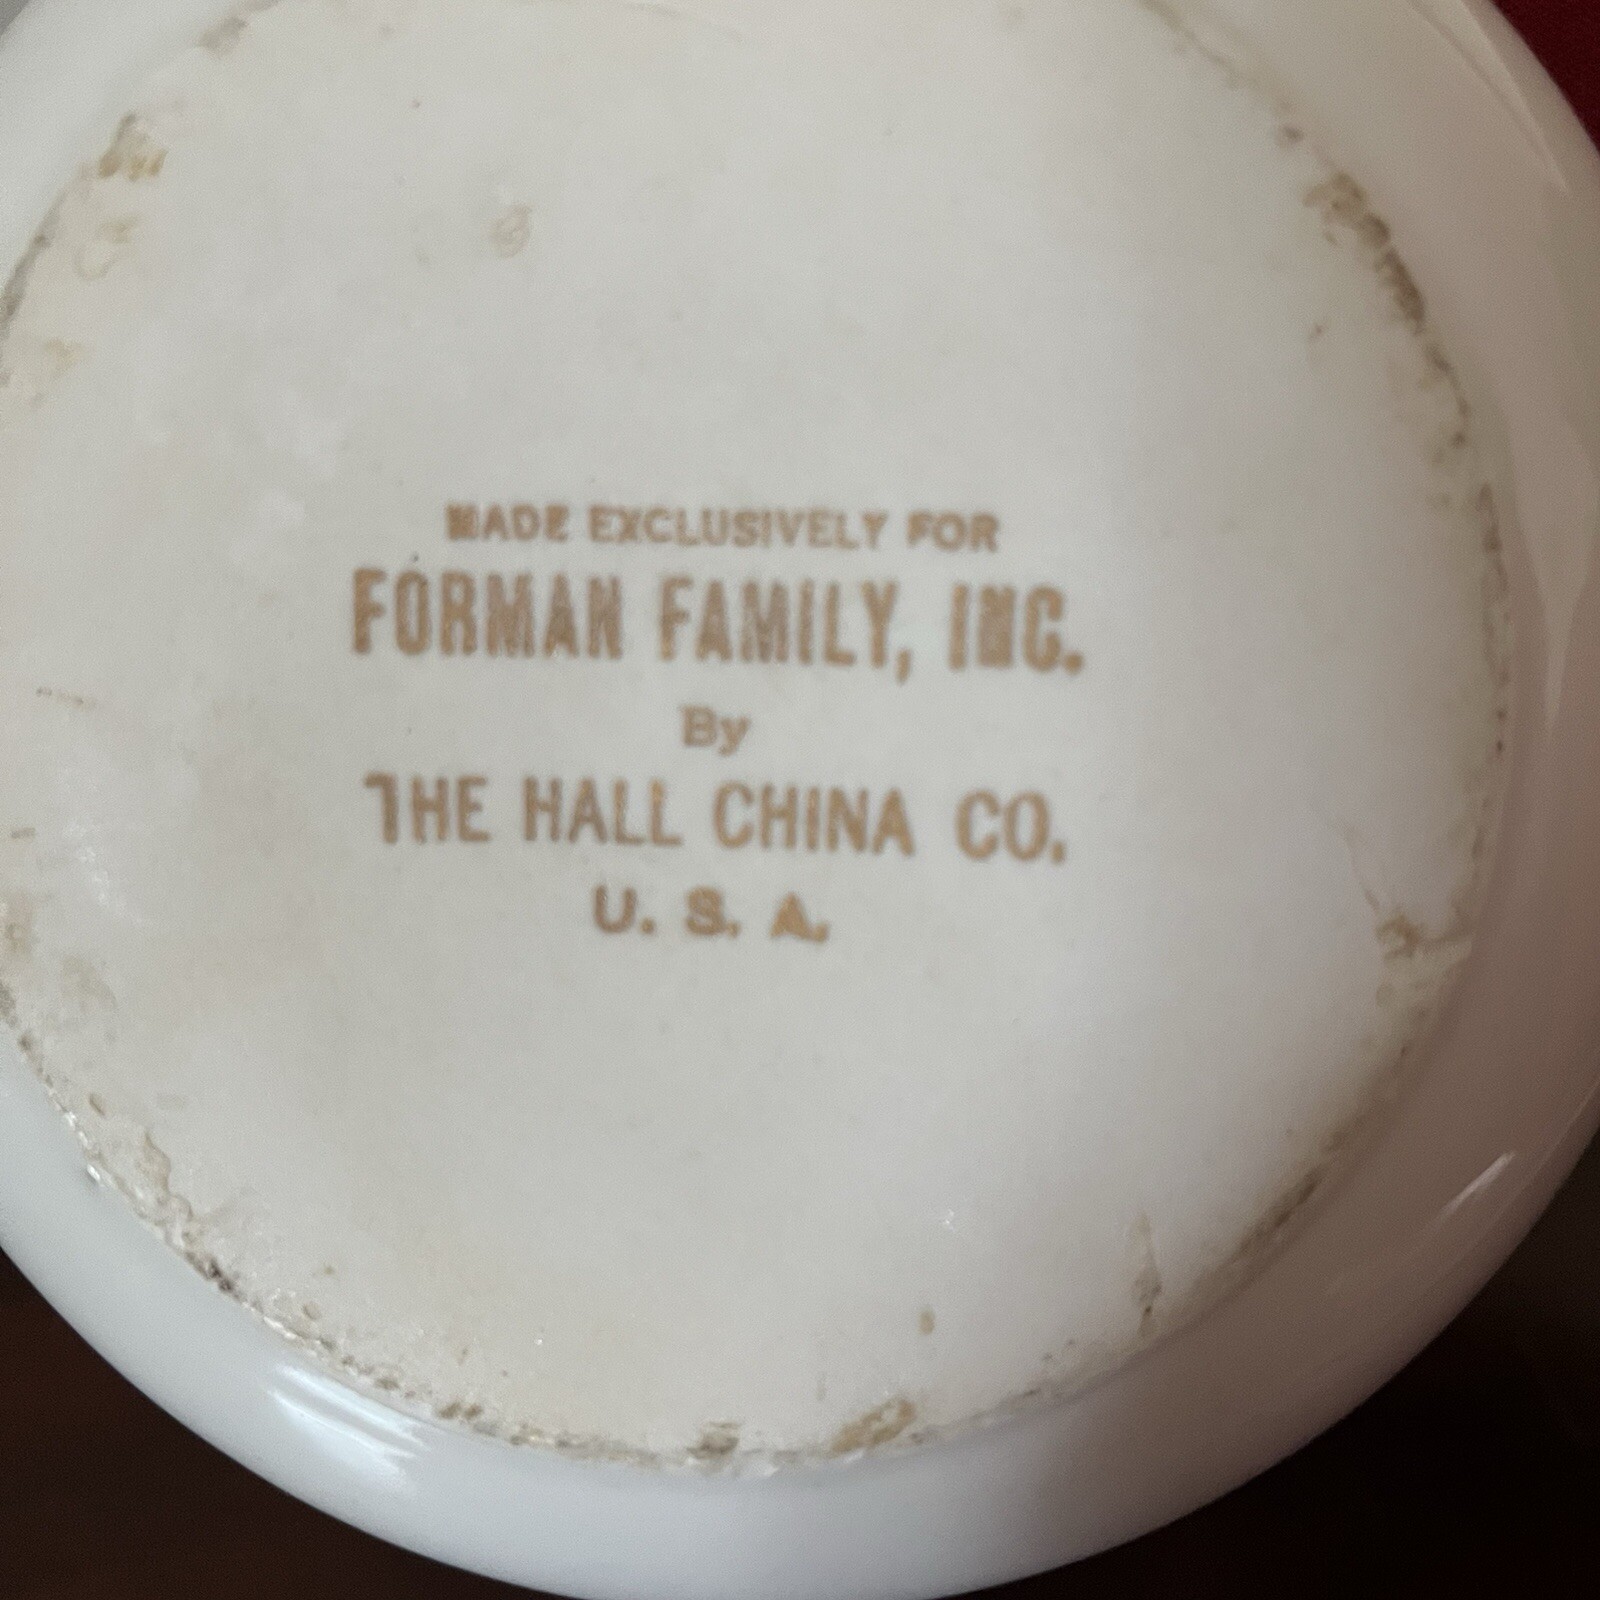 MADE EXCLUSIVELY FOR
FORMAN FAMILY, INC.
By
THE HALL CHINA CO.
U. S. A.